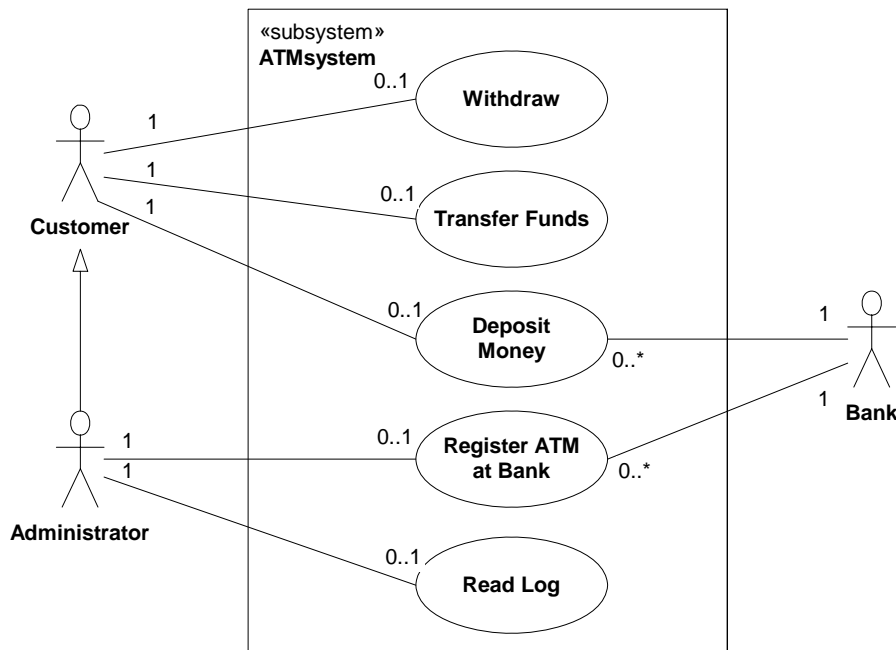 «subsystem»
ATMsystem
0..1
Withdraw
1
1
0..1
Transfer Funds
1
Customer
0..1
Deposit
Money
1
0..*
1
Bank
1
0..1
Register ATM
at Bank
0..*
1
Administrator
0..1
Read Log